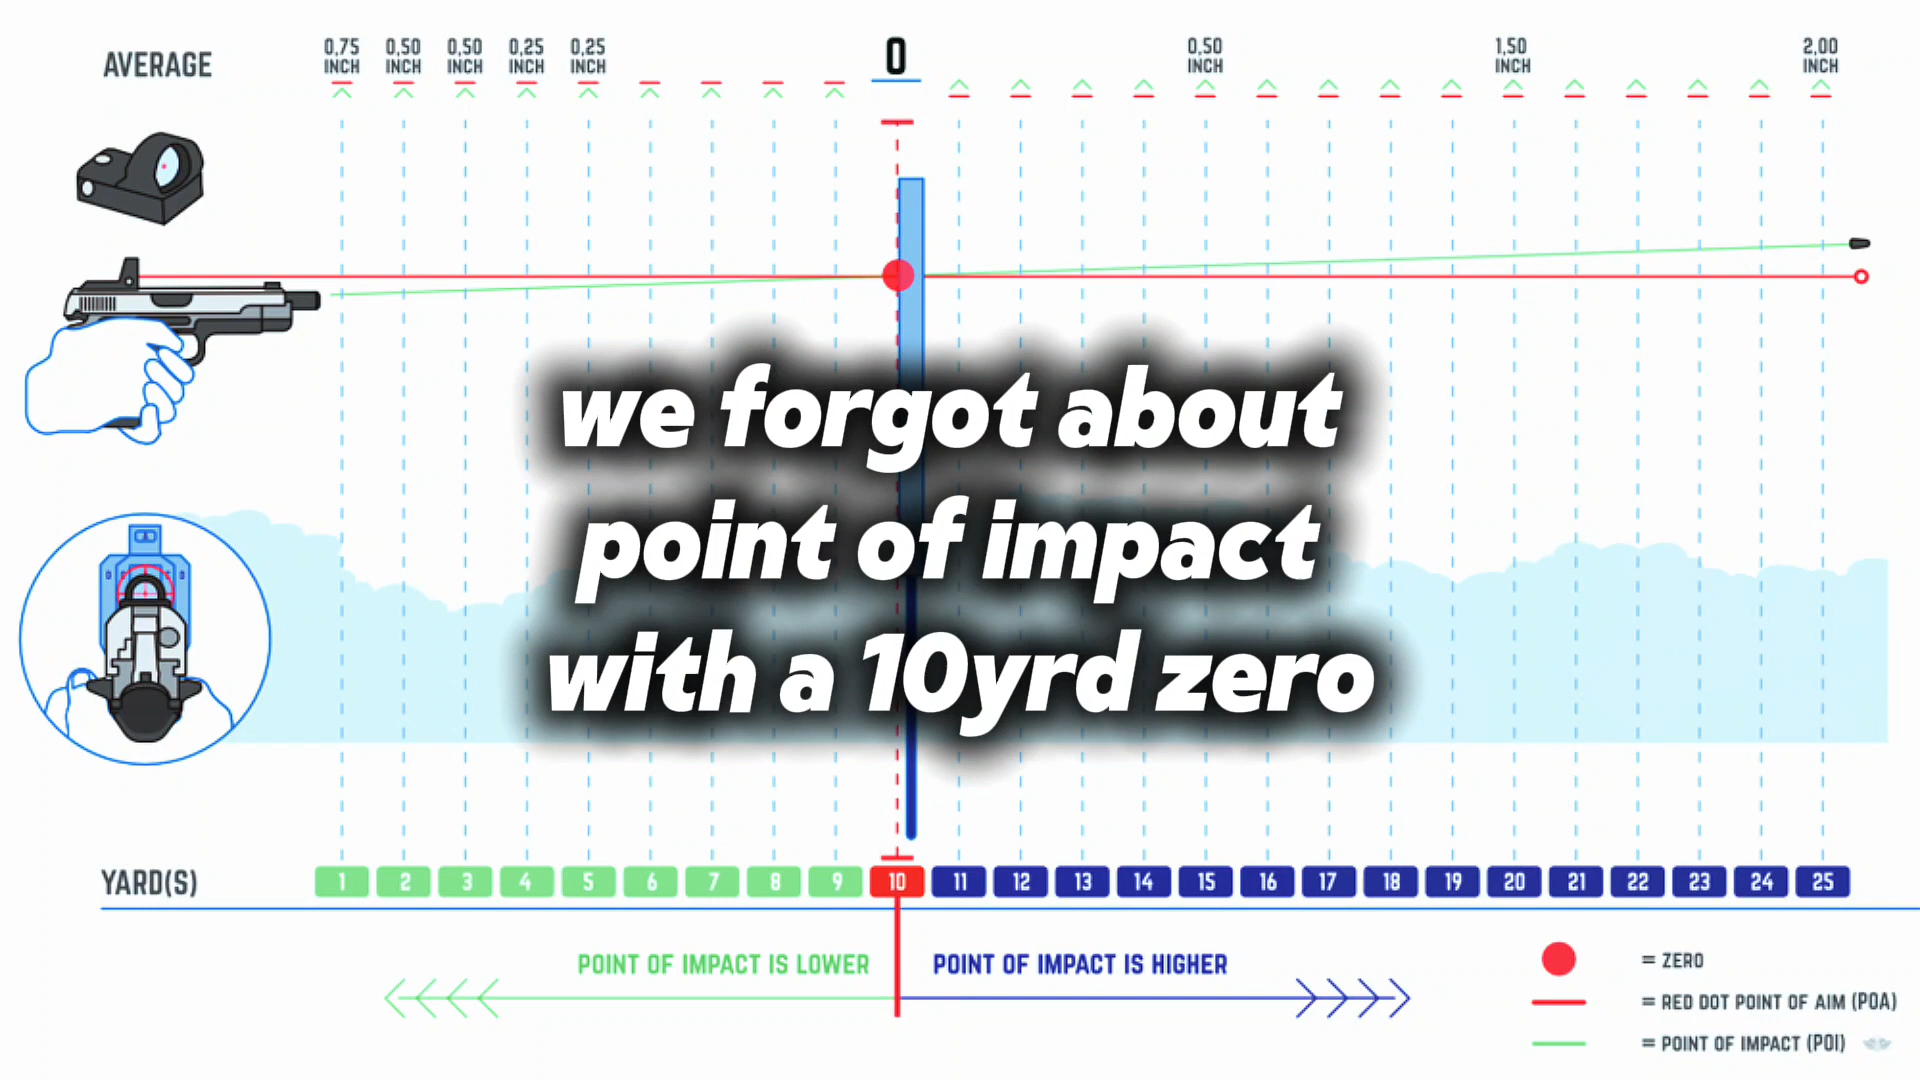 AVERAGE
0,75 INCH
0,50 INCH
0,50 INCH
0,25 INCH
0,25 INCH
0
0,50 INCH
1,50 INCH
2,00 INCH
we forgot about
point of impact
with a 10yrd zero
YARD(S)
1 2 3 4 5 6 7 8 9 10 11 12 13 14 15 16 17 18 19 20 21 22 23 24 25
POINT OF IMPACT IS LOWER
POINT OF IMPACT IS HIGHER
= ZERO
= RED DOT POINT OF AIM (POA)
= POINT OF IMPACT (POI)